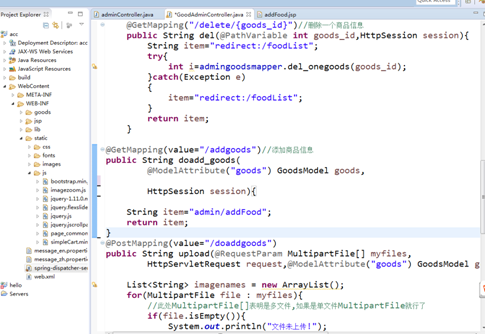 Quick Access
Project Explorer
adminController.java
*GoodAdminController.java
addFood.jsp
acc
Deployment Descriptor: acc
JAX-WS Web Services
Java Resources
JavaScript Resources
build
WebContent
META-INF
WEB-INF
goods
jsp
lib
static
css
fonts
images
js
bootstrap.min.
imagezoom.js
jquery-1.11.0.m
jquery.flexslide
jquery.js
jquery.jscrollpa
page_common
simpleCart.min
message_en.propertie
message_zh.propertie
spring-dispatcher-se
web.xml
hello
Servers
@GetMapping("/delete/{goods_id}")//删除一个商品信息
public String del(@PathVariable int goods_id,HttpSession session){
String item="redirect:/foodList";
try{
int i=admingoodsmapper.del_onegoods(goods_id);
}catch(Exception e)
{
item="redirect:/foodList";
}
return item;
}
@GetMapping(value="/addgoods")//添加商品信息
public String doadd_goods(
@ModelAttribute("goods") GoodsModel goods,
HttpSession session){
String item="admin/addFood";
return item;
}
@PostMapping(value="/doaddgoods")
public String upload(@RequestParam MultipartFile[] myfiles,
HttpServletRequest request,@ModelAttribute("goods") GoodsModel g
List<String> imagenames = new ArrayList();
for(MultipartFile file : myfiles){
//此处MultipartFile[]表明是多文件,如果是单文件MultipartFile就行了
if(file.isEmpty()){
System.out.println("文件未上传!");